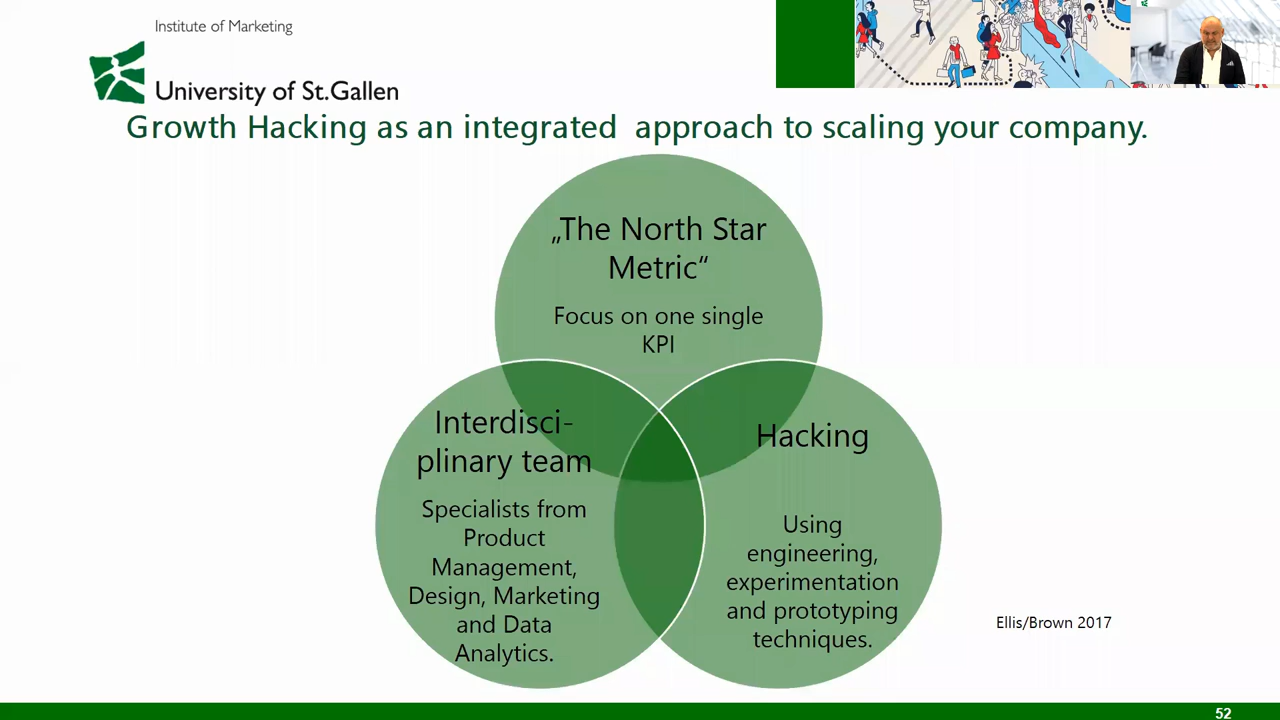 Institute of Marketing
University of St.Gallen
Growth Hacking as an integrated  approach to scaling your company.
„The North Star
Metric“
Focus on one single
KPI
Interdisci-
plinary team
Specialists from
Product
Management,
Design, Marketing
and Data
Analytics.
Hacking
Using
engineering,
experimentation
and prototyping
techniques.
Ellis/Brown 2017
52